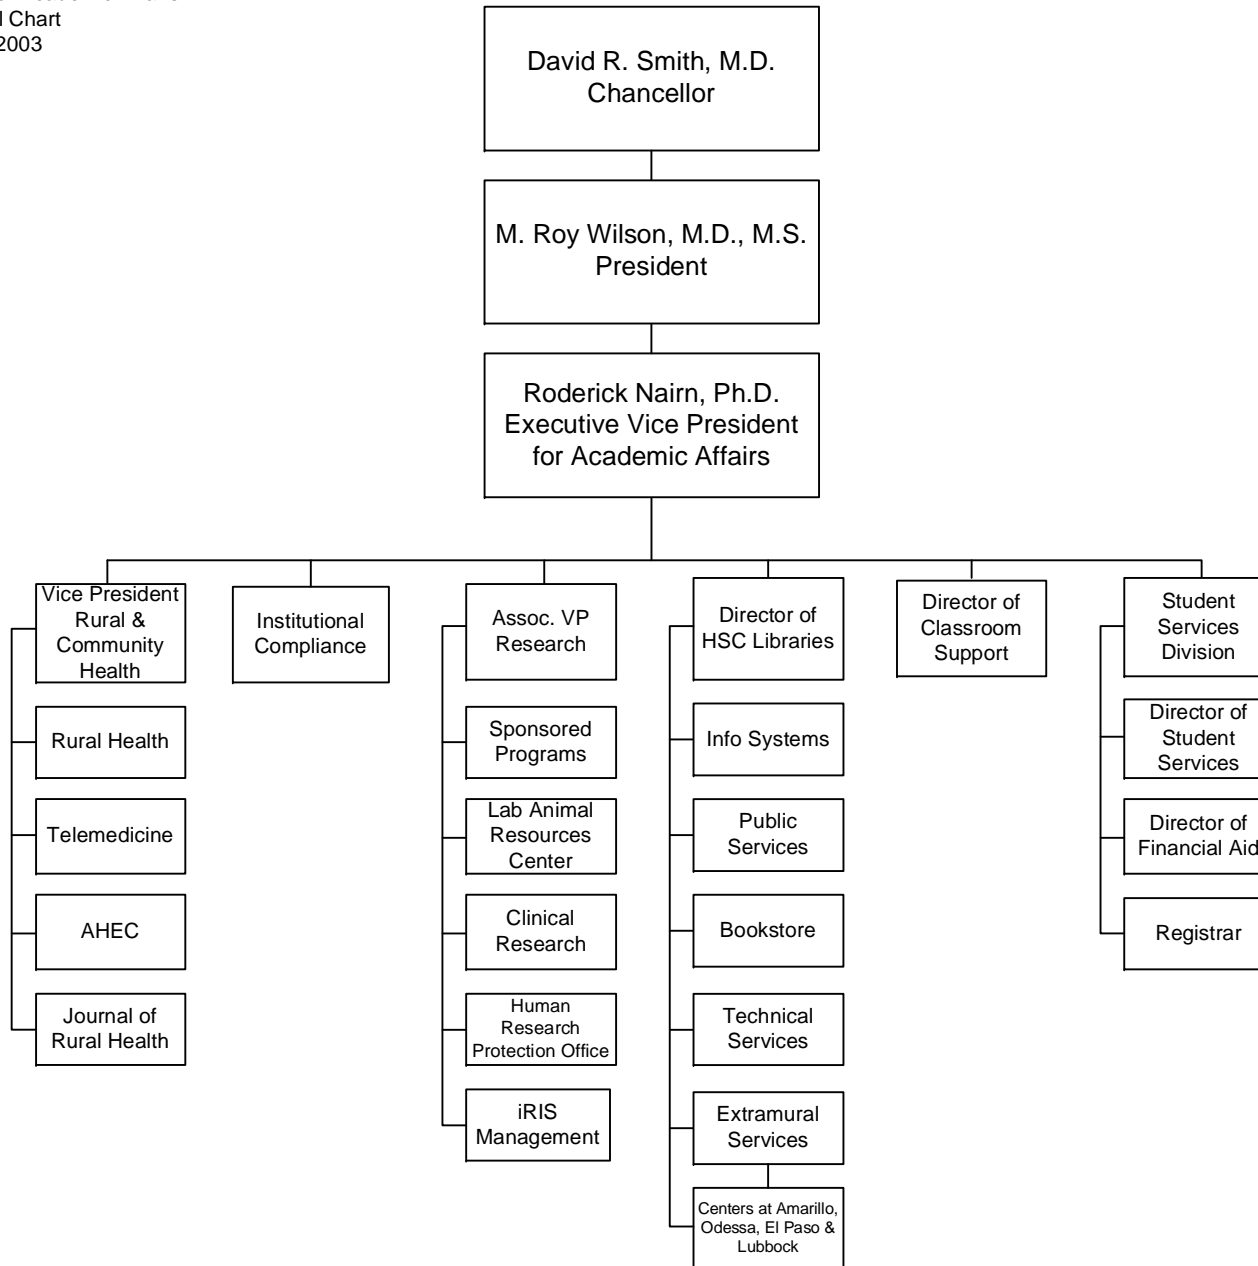 l Chart
2003
David R. Smith, M.D.
Chancellor
M. Roy Wilson, M.D., M.S.
President
Roderick Nairn, Ph.D.
Executive Vice President
for Academic Affairs
Vice President
Rural &
Community
Health
Rural Health
Telemedicine
AHEC
Journal of
Rural Health
Institutional
Compliance
Assoc. VP
Research
Sponsored
Programs
Lab Animal
Resources
Center
Clinical
Research
Human
Research
Protection Office
iRIS
Management
Director of
HSC Libraries
Info Systems
Public
Services
Bookstore
Technical
Services
Extramural
Services
Centers at Amarillo,
Odessa, El Paso &
Lubbock
Director of
Classroom
Support
Student
Services
Division
Director of
Student
Services
Director of
Financial Aid
Registrar